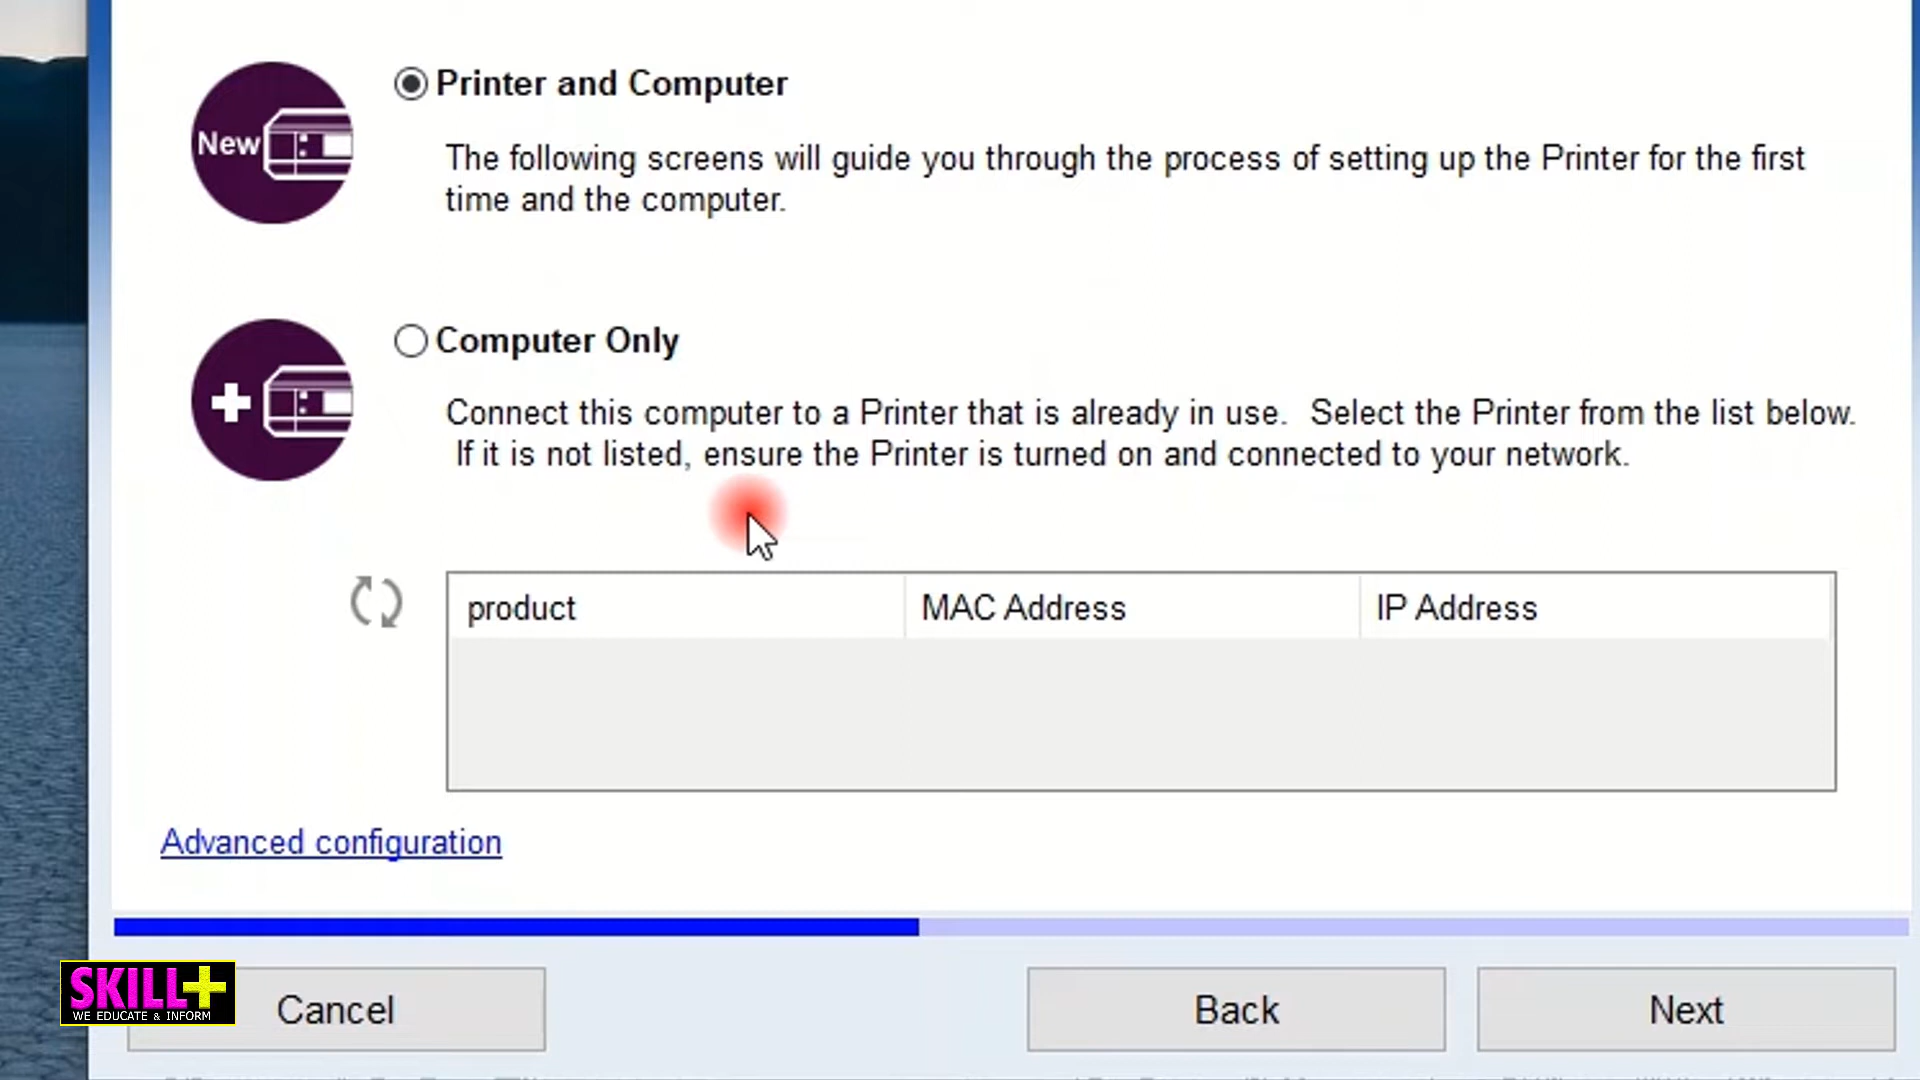 New
Printer and Computer
The following screens will guide you through the process of setting up the Printer for the first
time and the computer.
Computer Only
Connect this computer to a Printer that is already in use. Select the Printer from the list below.
If it is not listed, ensure the Printer is turned on and connected to your network.
product MAC Address IP Address
Advanced configuration
SKILL+
WE EDUCATE & INFORM
Cancel Back Next